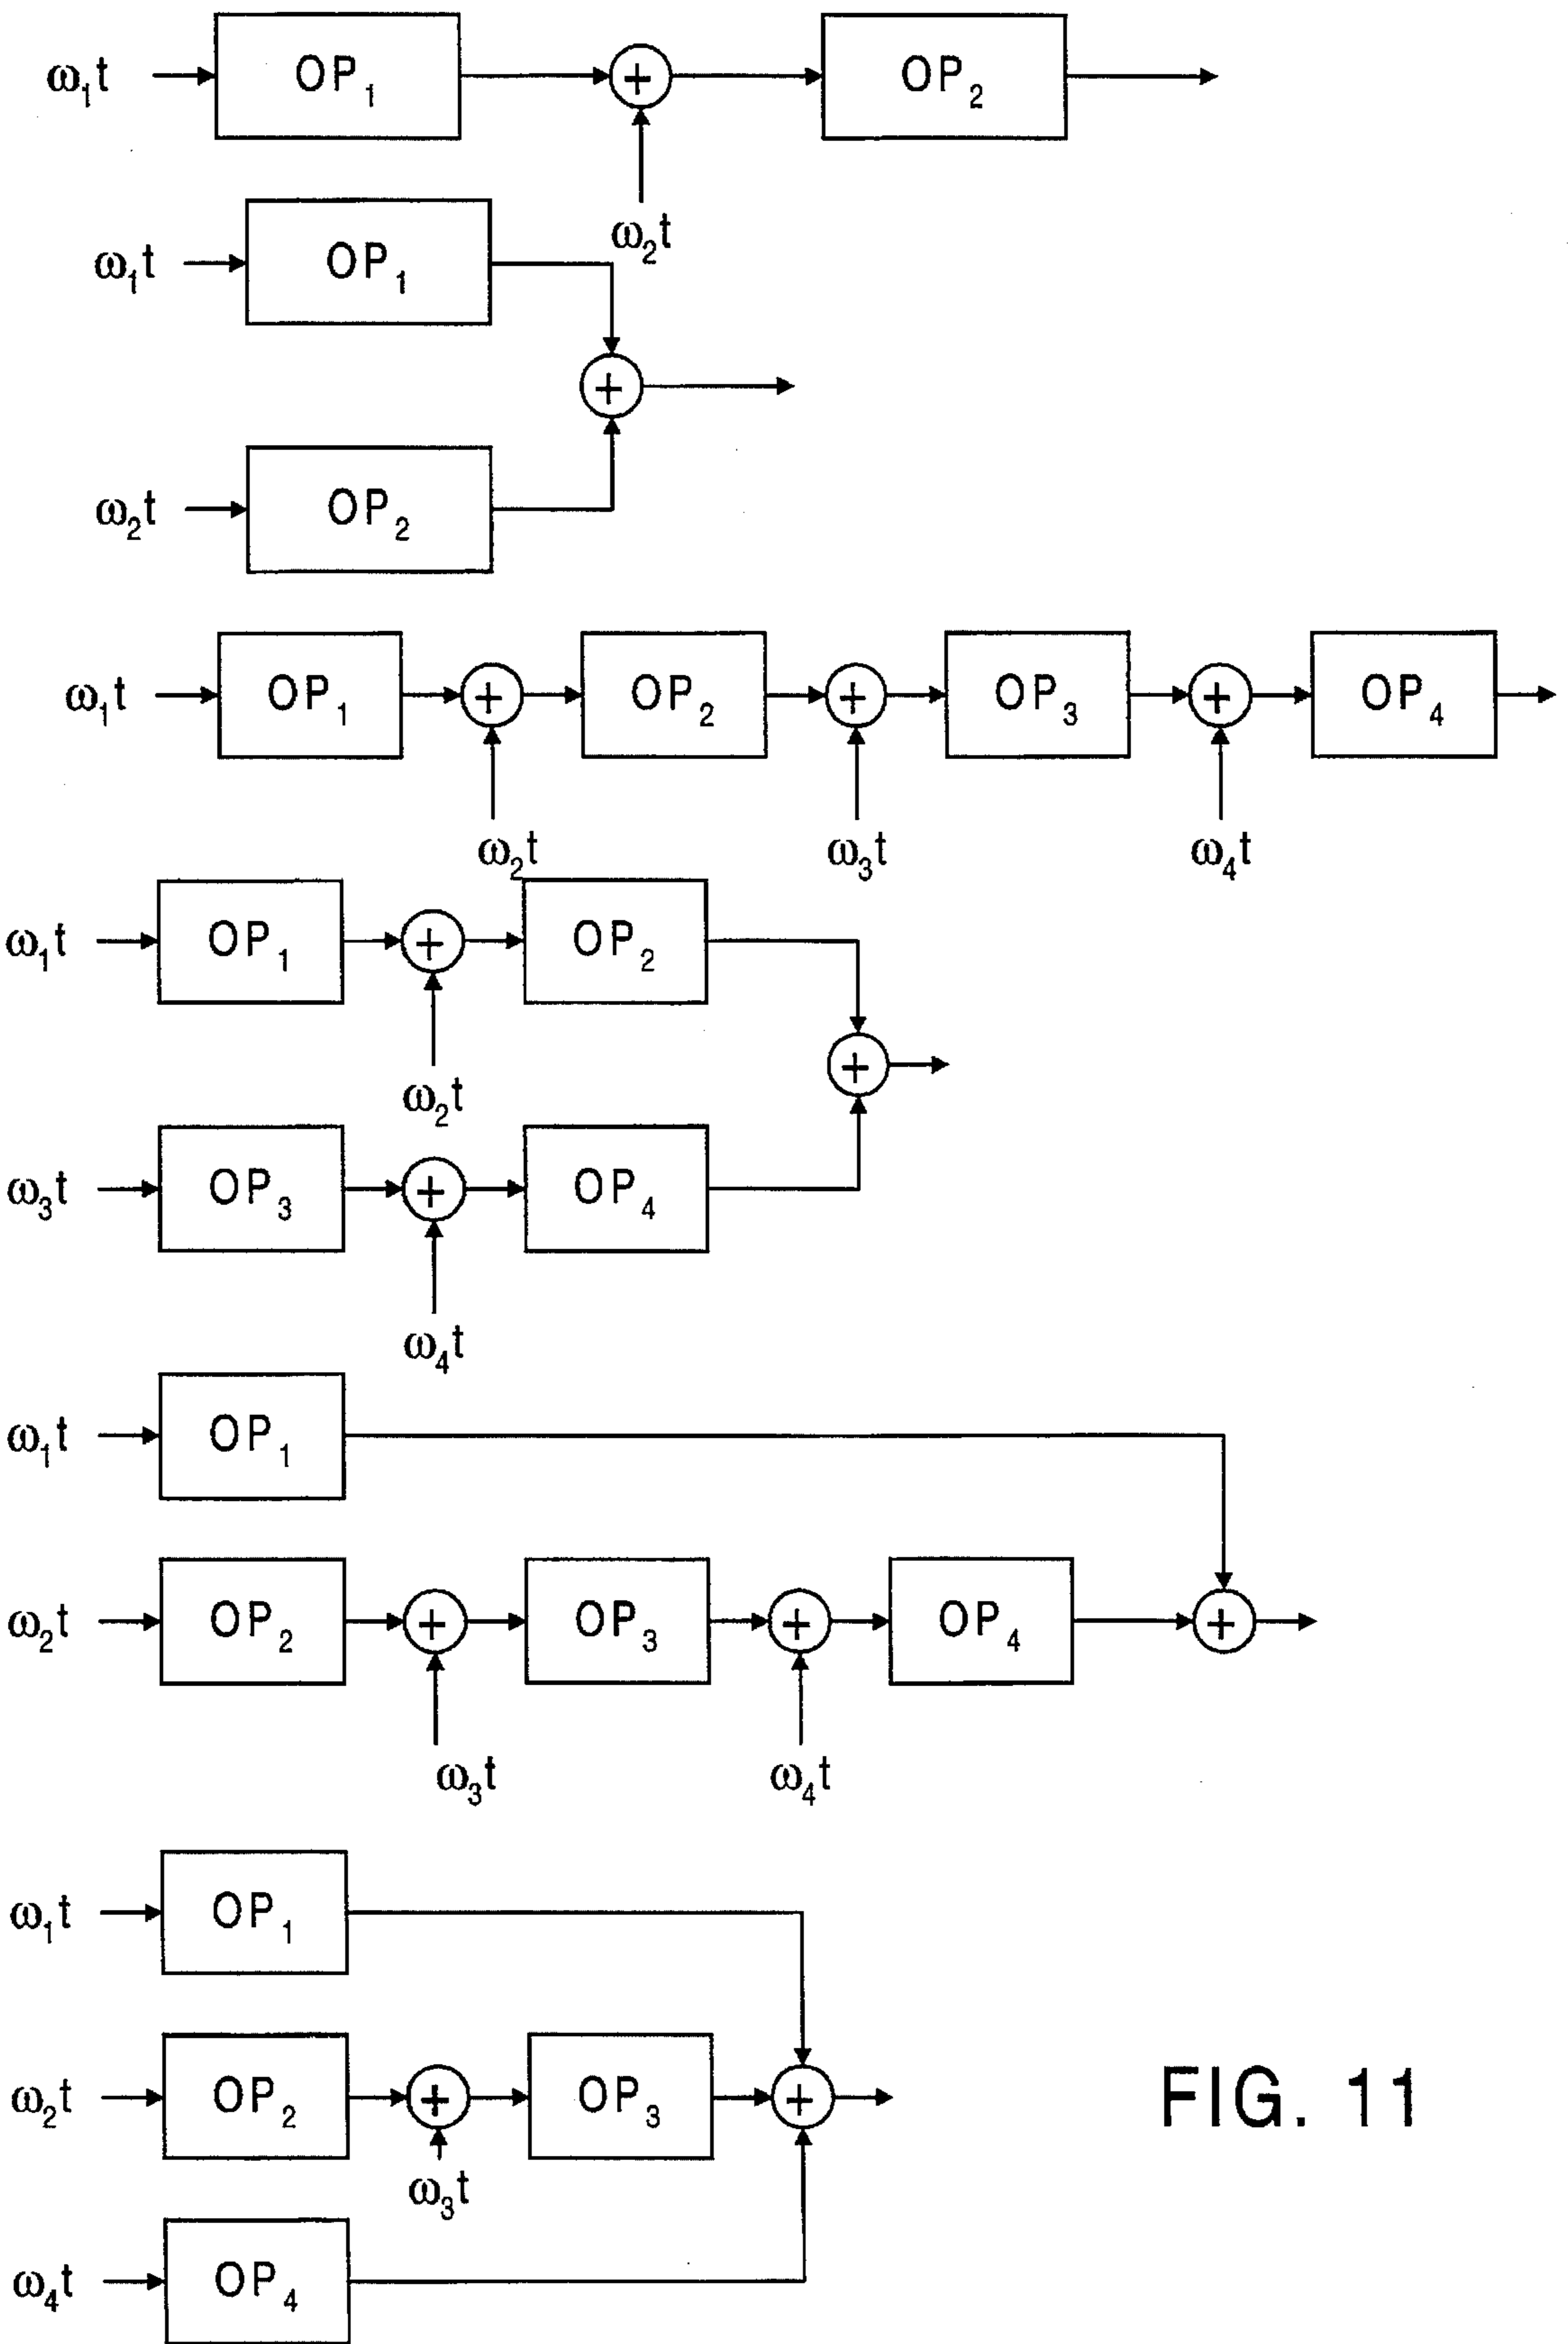 ω₁t OP₁ + OP₂
ω₂t
ω₁t OP₁
+
ω₂t OP₂
ω₁t OP₁ + OP₂ + OP₃ + OP₄
ω₂t ω₃t ω₄t
ω₁t OP₁ + OP₂
+
ω₂t
ω₃t OP₃ + OP₄
ω₄t
ω₁t OP₁
ω₂t OP₂ + OP₃ + OP₄ +
ω₃t ω₄t
ω₁t OP₁
ω₂t OP₂ + OP₃ +
ω₃t
ω₄t OP₄
FIG. 11